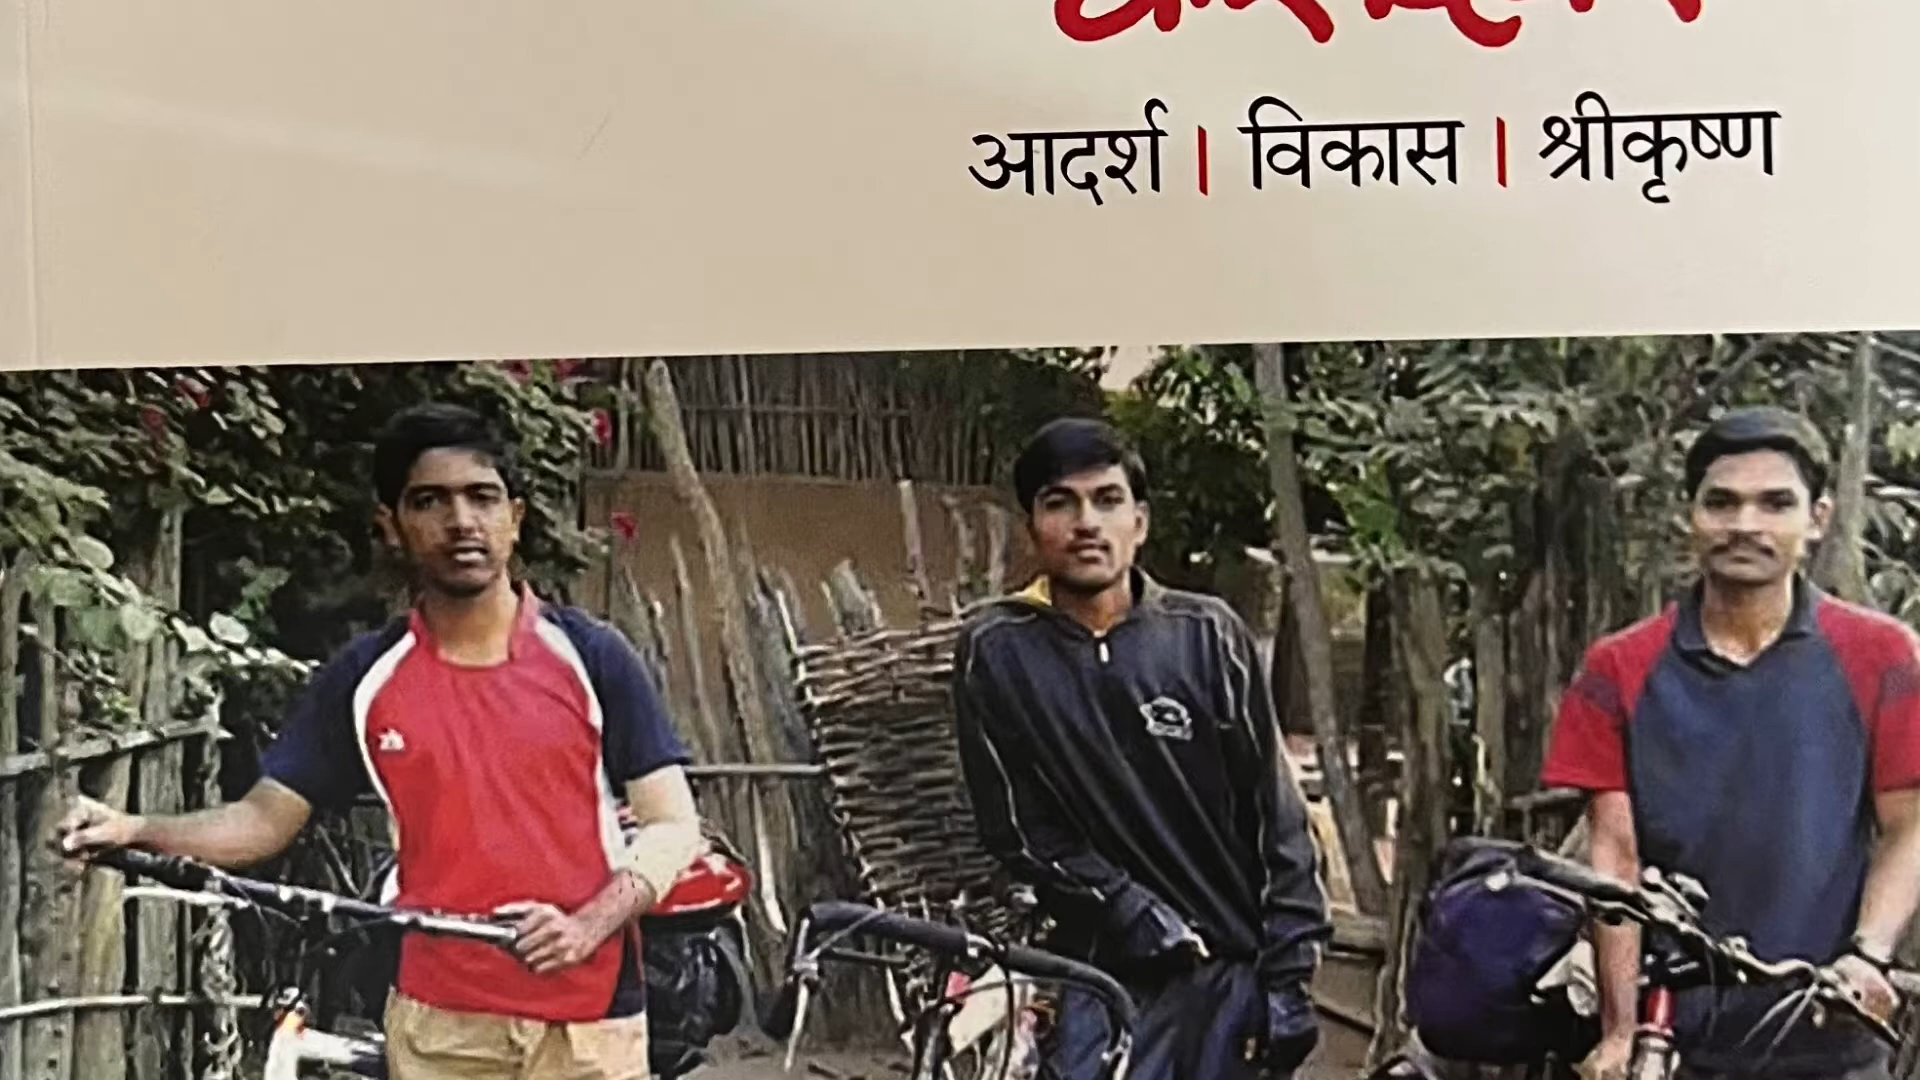 आदर्श | विकास | श्रीकृष्ण